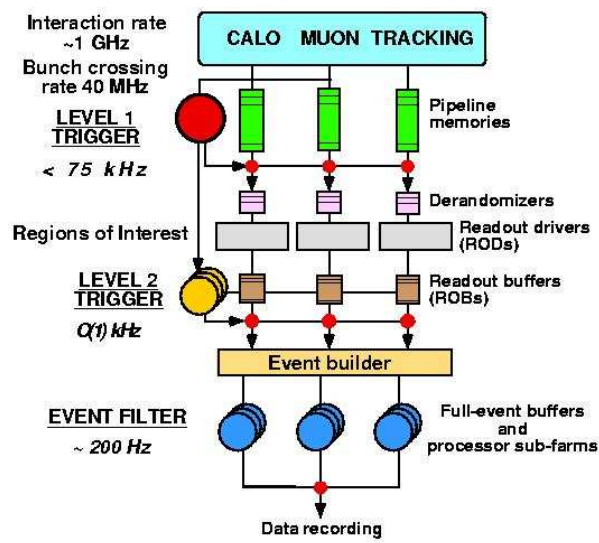 Interaction rate
~1 GHz
CALO MUON TRACKING
Bunch crossing
rate 40 MHz
LEVEL 1
TRIGGER
Pipeline
memories
< 75 kHz
Derandomizers
Regions of Interest
Readout drivers
(RODs)
LEVEL 2
TRIGGER
Readout buffers
(ROBs)
O(1) kHz
Event builder
EVENT FILTER
~ 200 Hz
Full-event buffers
and
processor sub-farms
Data recording